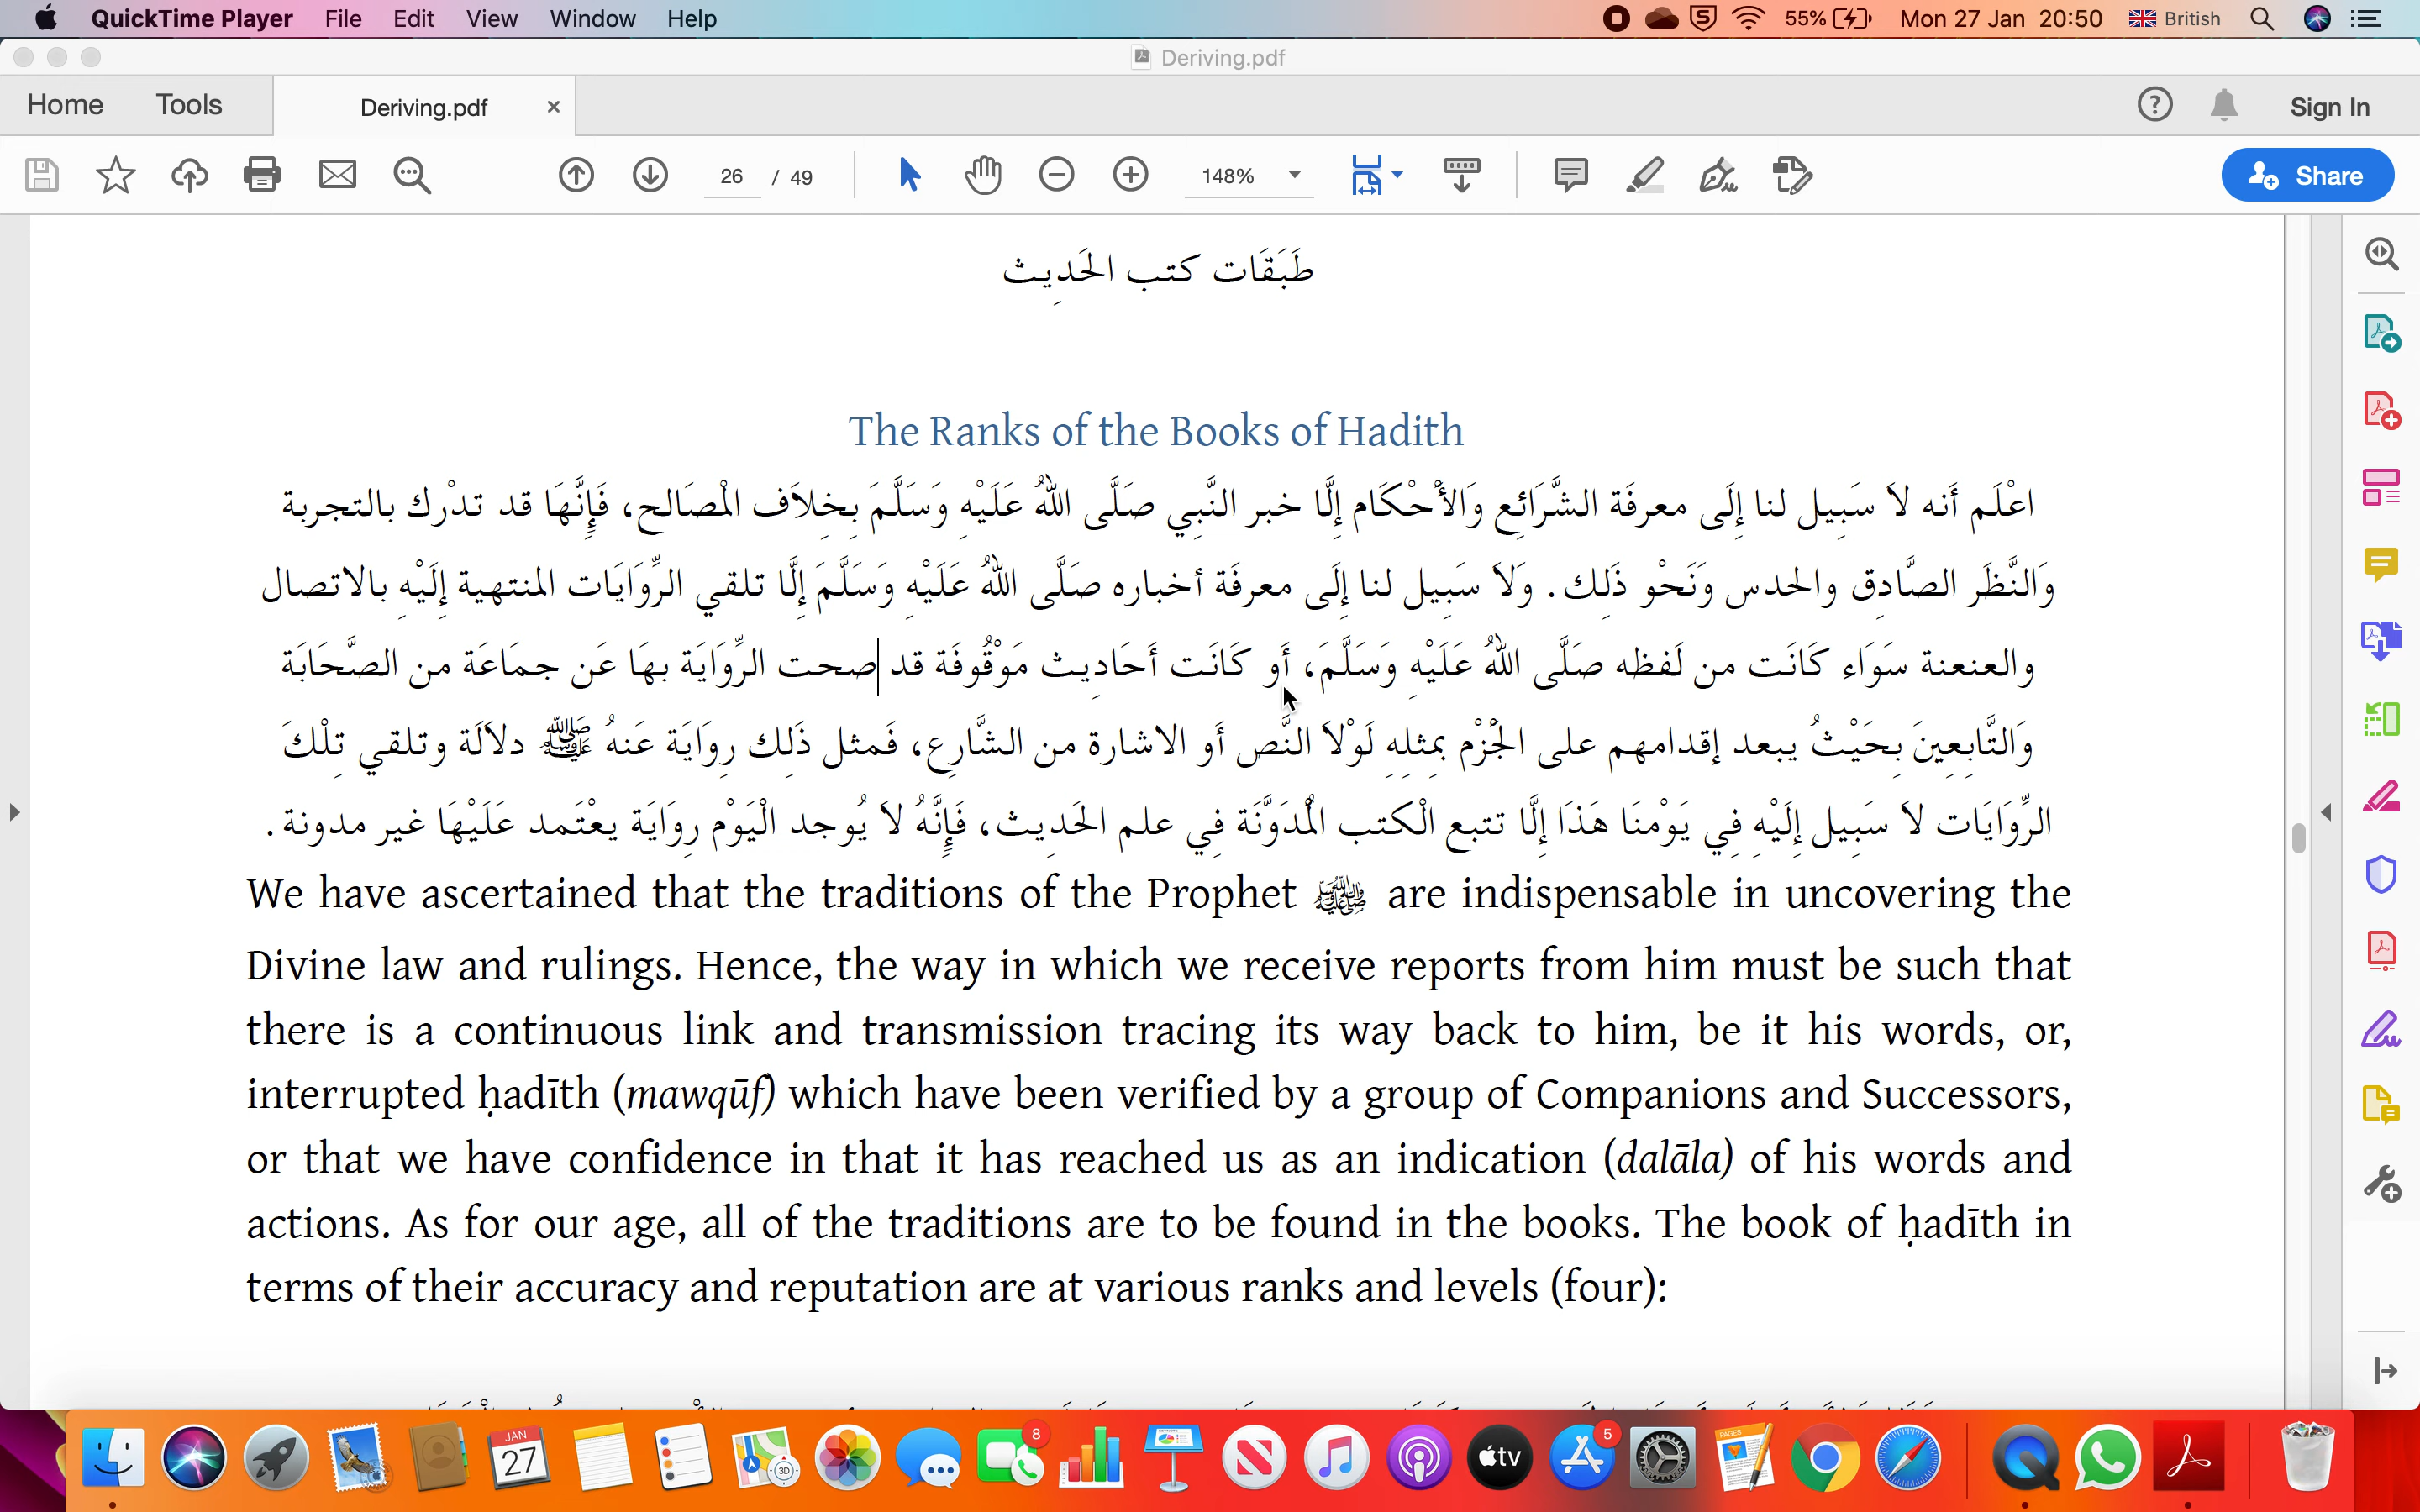 QuickTime Player File Edit View Window Help 55% Mon 27 Jan 20:50 British
Deriving.pdf
Home Tools Deriving.pdf × Sign In
26 / 49 148% Share
طَبَقَات كتب الحَدِيث
The Ranks of the Books of Hadith
اعْلَم أَنه لَا سَبِيل لنا إِلَى معرفَة الشَّرَائِع وَالأَحْكَام إِلَّا خبر النَّبِي صَلَّى اللهُ عَلَيْهِ وَسَلَّمَ بِخِلَاف الْمصَالح، فَإِنَّهَا قد تدْرك بالتجربة
وَالنَّظَر الصَّادِق والحدس وَنَحْو ذَلِك. وَلَا سَبِيل لنا إِلَى معرفَة أخباره صَلَّى اللهُ عَلَيْهِ وَسَلَّمَ إِلَّا تلقي الرِّوَايَات المنتهية إِلَيْهِ بالاتصال
والعنعنة سَوَاء كَانَت من لَفظه صَلَّى اللهُ عَلَيْهِ وَسَلَّمَ، أَو كَانَت أَحَادِيث مَوْقُوفَة قد صحت الرِّوَايَة بهَا عَن جمَاعَة من الصَّحَابَة
وَالتَّابِعِينَ بِحَيْثُ يبعد إقدامهم على الْجَزْم بِمثلِهِ لَوْلَا النَّص أَو الاشارة من الشَّارِع، فَمثل ذَلِك رِوَايَة عَنهُ ﷺ دلَالَة وتلقي تِلْكَ
الرِّوَايَات لَا سَبِيل إِلَيْهِ فِي يَوْمنَا هَذَا إِلَّا تتبع الْكتب الْمُدَوَّنَة فِي علم الحَدِيث، فَإِنَّهُ لَا يُوجد الْيَوْم رِوَايَة يعْتَمد عَلَيْهَا غير مدونة.
We have ascertained that the traditions of the Prophet ﷺ are indispensable in uncovering the
Divine law and rulings. Hence, the way in which we receive reports from him must be such that
there is a continuous link and transmission tracing its way back to him, be it his words, or,
interrupted ḥadīth (mawqūf) which have been verified by a group of Companions and Successors,
or that we have confidence in that it has reached us as an indication (dalāla) of his words and
actions. As for our age, all of the traditions are to be found in the books. The book of ḥadīth in
terms of their accuracy and reputation are at various ranks and levels (four):
JAN 27 3D 8 tv 5 PAGES